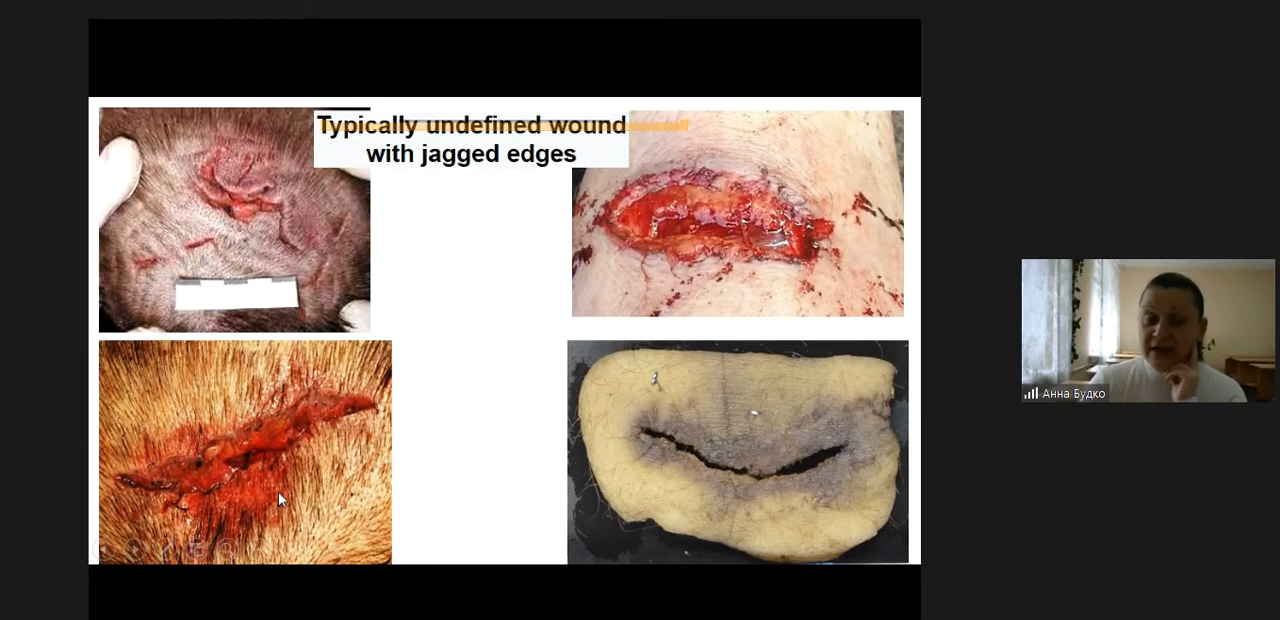 Typically undefined wound
with jagged edges
Анна Будко